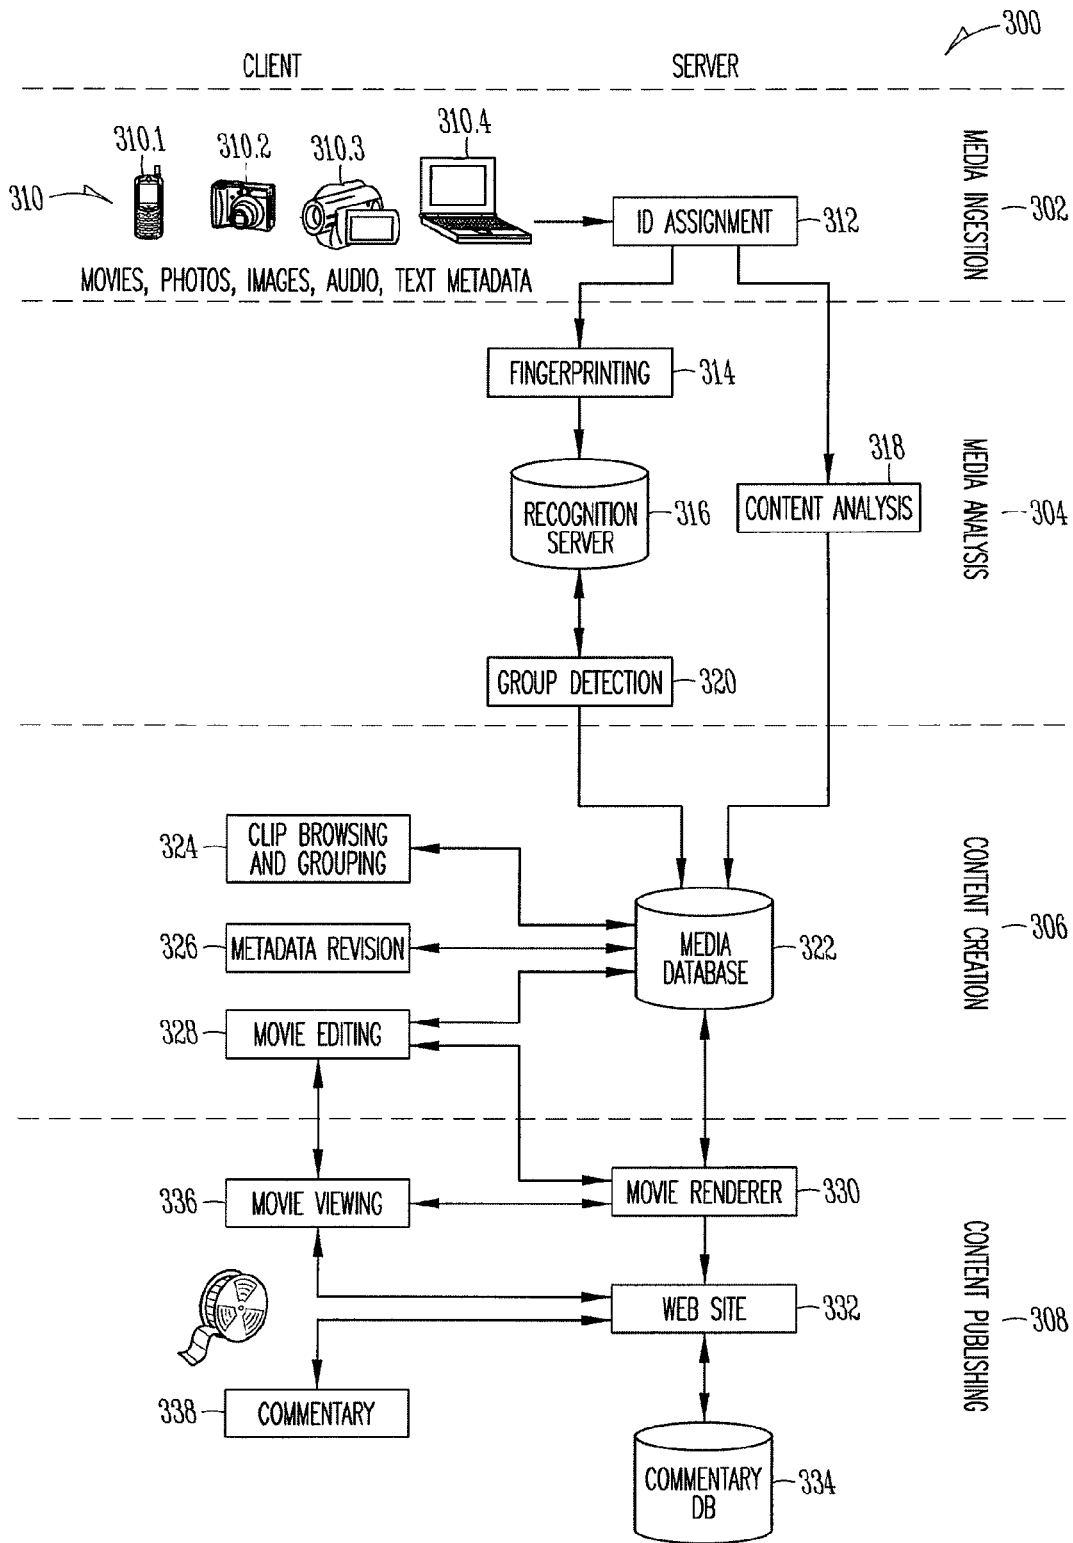 300
CLIENT
SERVER
310.1
310.2
310.3
310.4
310
ID ASSIGNMENT
312
MEDIA INGESTION
302
MOVIES, PHOTOS, IMAGES, AUDIO, TEXT METADATA
FINGERPRINTING
314
318
RECOGNITION
SERVER
316
CONTENT ANALYSIS
MEDIA ANALYSIS
304
GROUP DETECTION
320
324
CLIP BROWSING
AND GROUPING
326
METADATA REVISION
MEDIA
DATABASE
322
CONTENT CREATION
306
328
MOVIE EDITING
336
MOVIE VIEWING
MOVIE RENDERER
330
WEB SITE
332
CONTENT PUBLISHING
308
338
COMMENTARY
COMMENTARY
DB
334